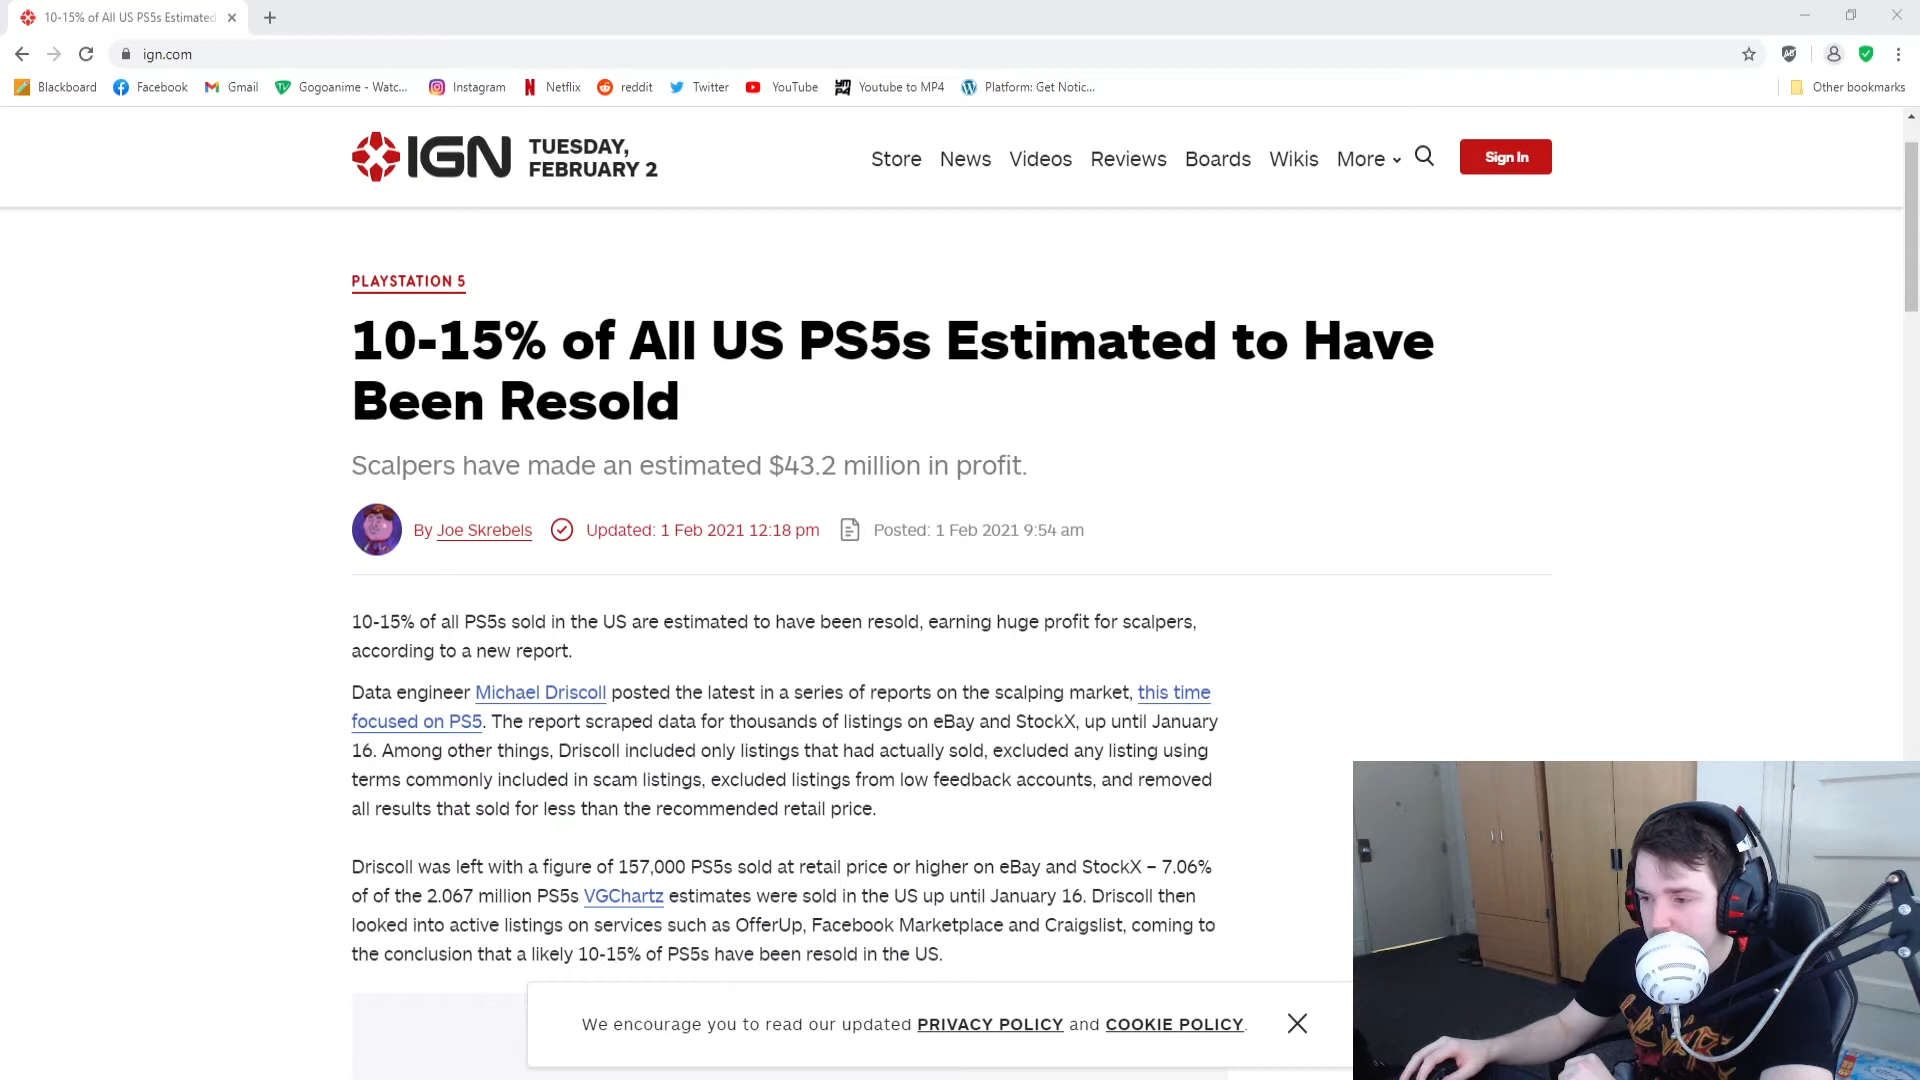 10-15% of All US PS5s Estimated
ign.com
Blackboard Facebook Gmail Gogoanime - Watc... Instagram Netflix reddit Twitter YouTube Youtube to MP4 Platform: Get Notic... Other bookmarks
IGN TUESDAY,
FEBRUARY 2
Store News Videos Reviews Boards Wikis More Sign In
PLAYSTATION 5
10-15% of All US PS5s Estimated to Have
Been Resold
Scalpers have made an estimated $43.2 million in profit.
By Joe Skrebels Updated: 1 Feb 2021 12:18 pm Posted: 1 Feb 2021 9:54 am
10-15% of all PS5s sold in the US are estimated to have been resold, earning huge profit for scalpers,
according to a new report.
Data engineer Michael Driscoll posted the latest in a series of reports on the scalping market, this time
focused on PS5. The report scraped data for thousands of listings on eBay and StockX, up until January
16. Among other things, Driscoll included only listings that had actually sold, excluded any listing using
terms commonly included in scam listings, excluded listings from low feedback accounts, and removed
all results that sold for less than the recommended retail price.
Driscoll was left with a figure of 157,000 PS5s sold at retail price or higher on eBay and StockX – 7.06%
of of the 2.067 million PS5s VGChartz estimates were sold in the US up until January 16. Driscoll then
looked into active listings on services such as OfferUp, Facebook Marketplace and Craigslist, coming to
the conclusion that a likely 10-15% of PS5s have been resold in the US.
We encourage you to read our updated PRIVACY POLICY and COOKIE POLICY.